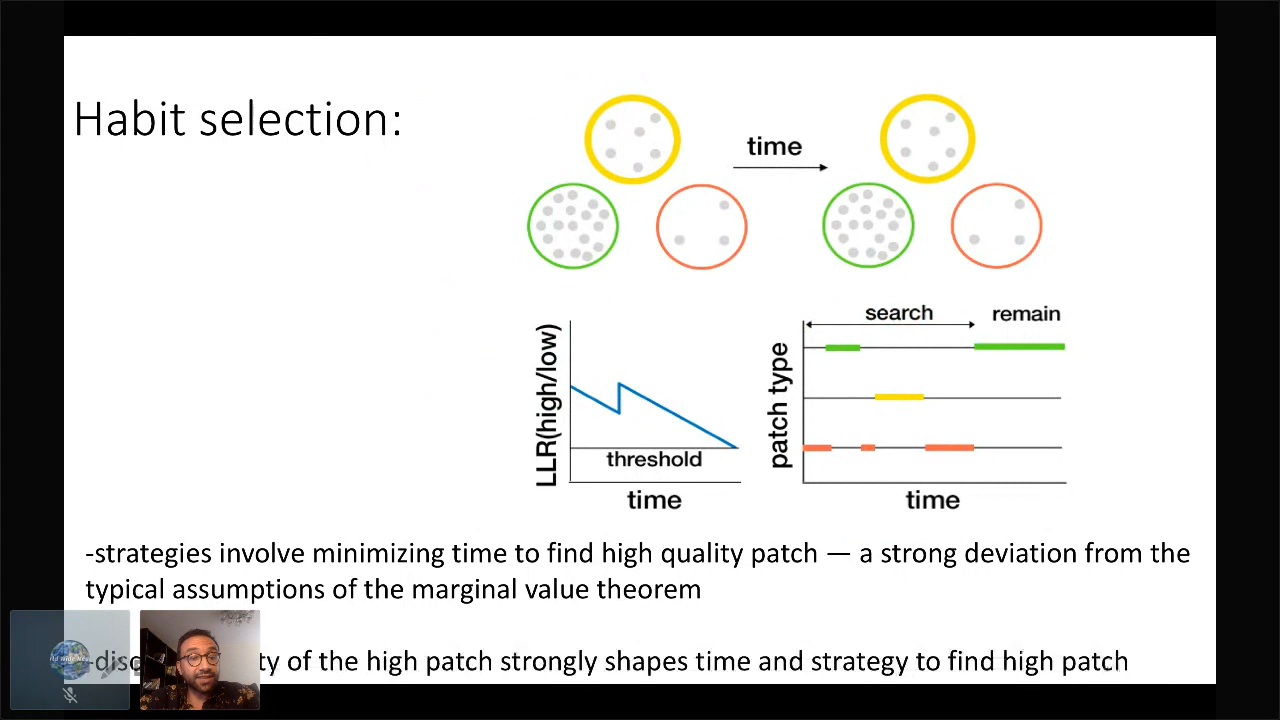 Habit selection:
time
LLR(high/low)
threshold
time
patch type
search
remain
time
-strategies involve minimizing time to find high quality patch — a strong deviation from the
typical assumptions of the marginal value theorem
of the high patch strongly shapes time and strategy to find high patch